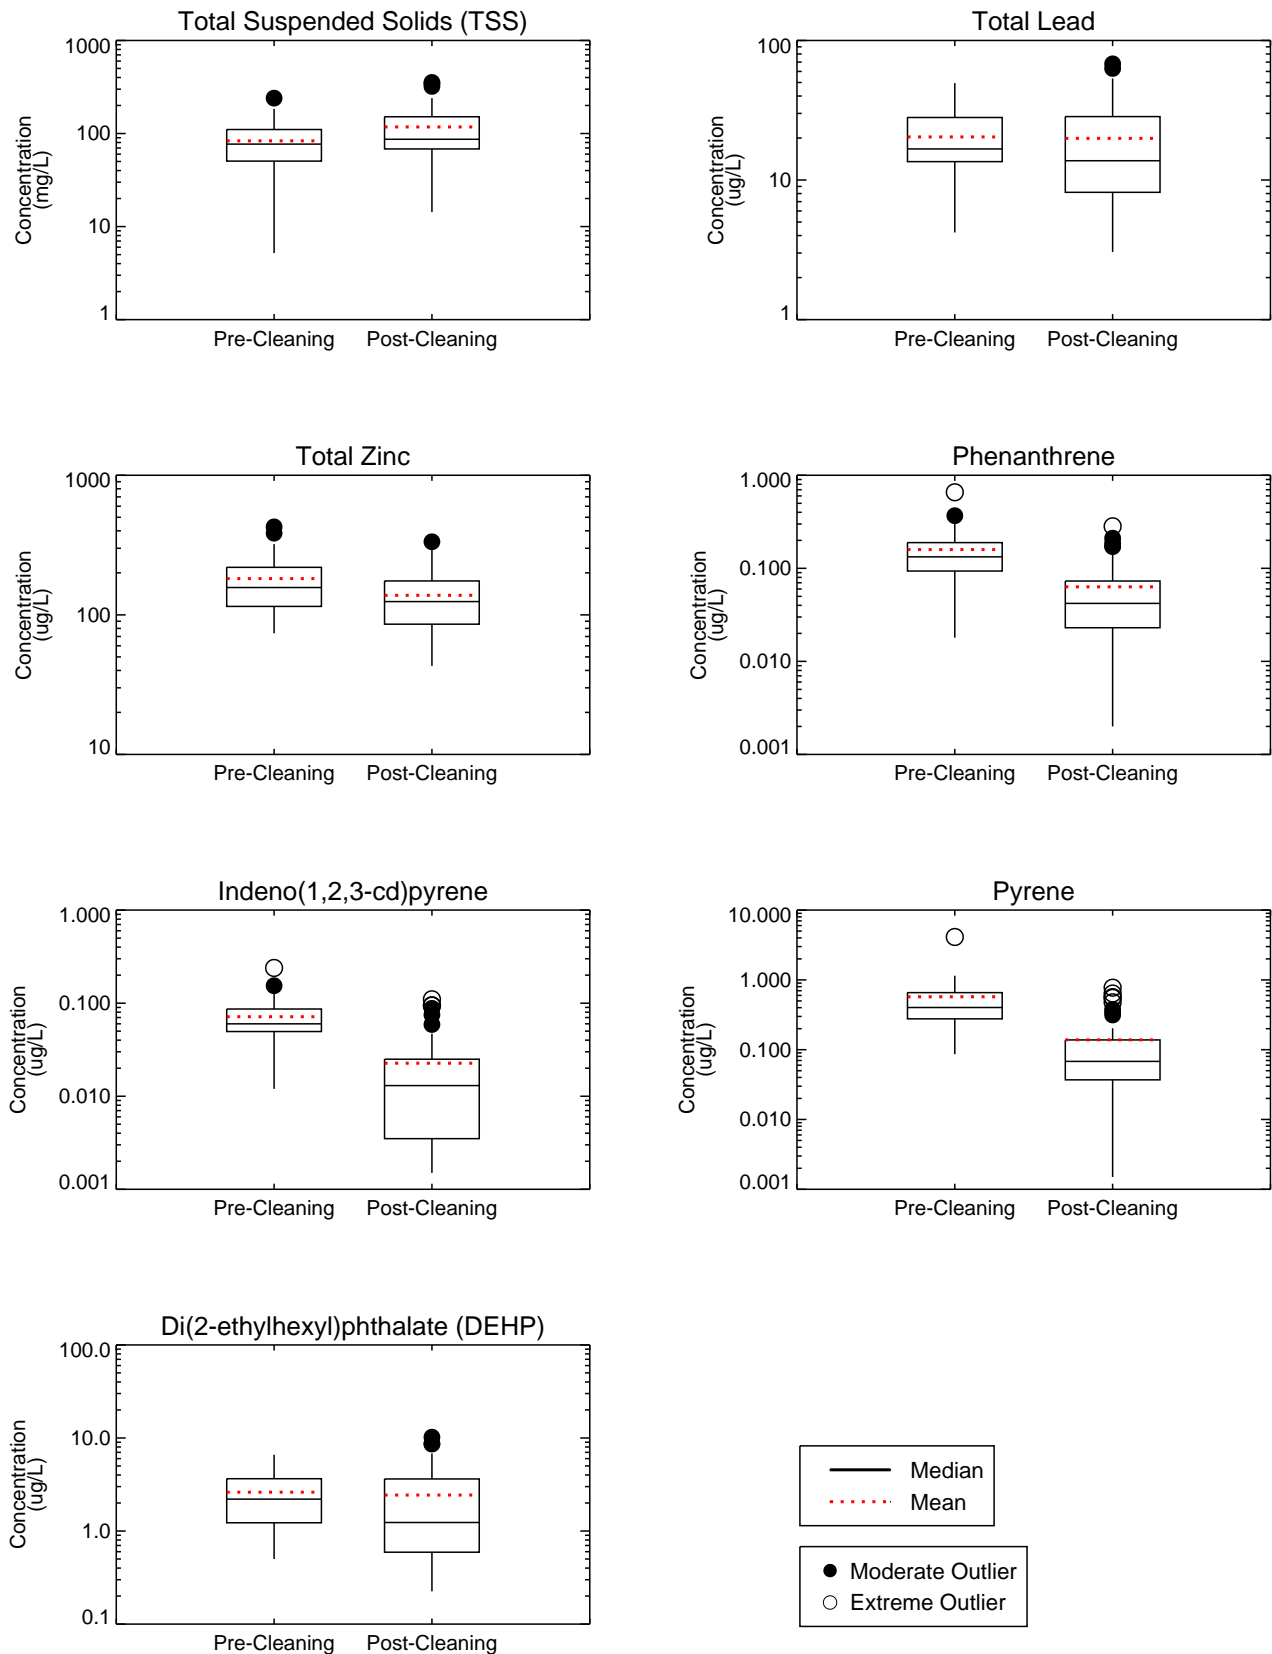 Total Suspended Solids (TSS)
1000
100
10
1
Concentration
(mg/L)
Pre-Cleaning
Post-Cleaning
Total Lead
100
10
1
Concentration
(ug/L)
Pre-Cleaning
Post-Cleaning
Total Zinc
1000
100
10
Concentration
(ug/L)
Pre-Cleaning
Post-Cleaning
Phenanthrene
1.000
0.100
0.010
0.001
Concentration
(ug/L)
Pre-Cleaning
Post-Cleaning
Indeno(1,2,3-cd)pyrene
1.000
0.100
0.010
0.001
Concentration
(ug/L)
Pre-Cleaning
Post-Cleaning
Pyrene
10.000
1.000
0.100
0.010
0.001
Concentration
(ug/L)
Pre-Cleaning
Post-Cleaning
Di(2-ethylhexyl)phthalate (DEHP)
100.0
10.0
1.0
0.1
Concentration
(ug/L)
Pre-Cleaning
Post-Cleaning
Median
Mean
Moderate Outlier
Extreme Outlier